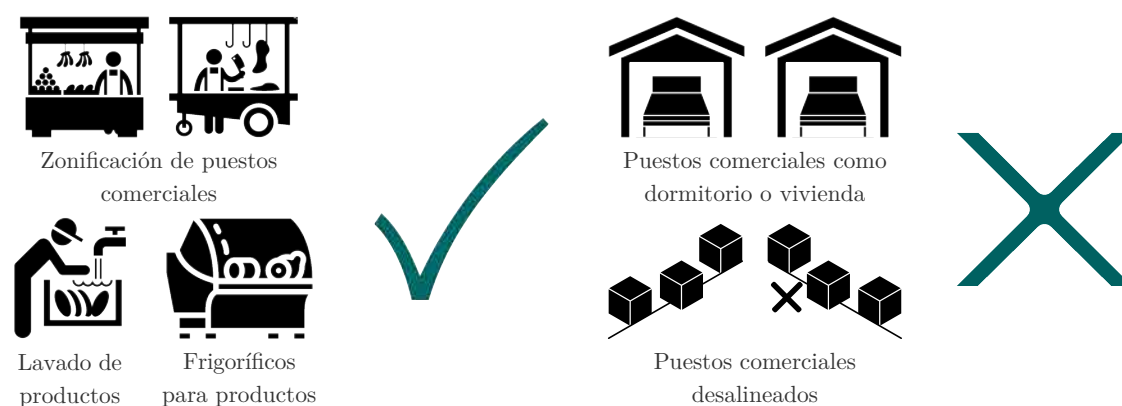 Zonificación de puestos
comerciales
Lavado de
productos
Frigoríficos
para productos
Puestos comerciales como
dormitorio o vivienda
Puestos comerciales
desalineados